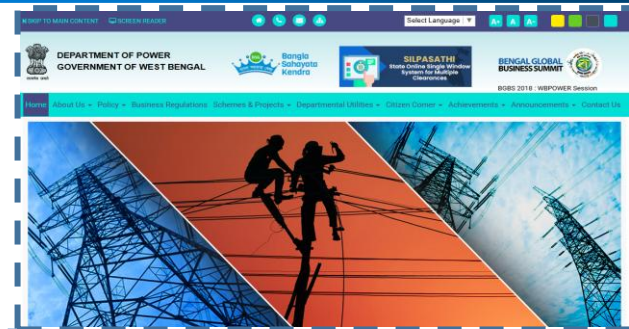 SKIP TO MAIN CONTENT SCREEN READER
Select Language ▼
A+ A A-
DEPARTMENT OF POWER
GOVERNMENT OF WEST BENGAL
Bangla
Sahayata
Kendra
SILPASATHI
State Online Single Window
System for Multiple
Clearances
BENGAL GLOBAL
BUSINESS SUMMIT
BGBS 2018 : WBPOWER Session
Home About Us Policy Business Regulations Schemes & Projects Departmental Utilities Citizen Corner Achievements Announcements Contact Us